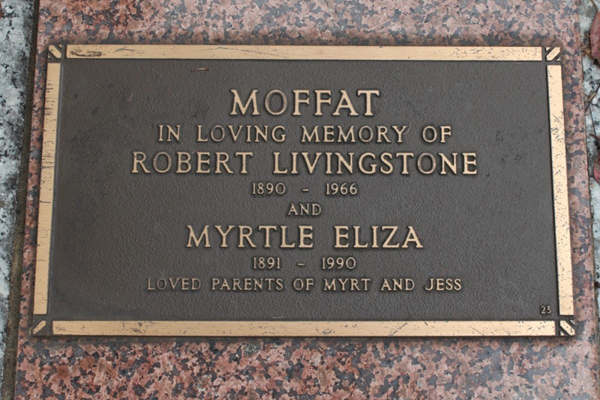 MOFFAT
IN LOVING MEMORY OF
ROBERT LIVINGSTONE
1890 - 1966
AND
MYRTLE ELIZA
1891 - 1990
LOVED PARENTS OF MYRT AND JESS
23